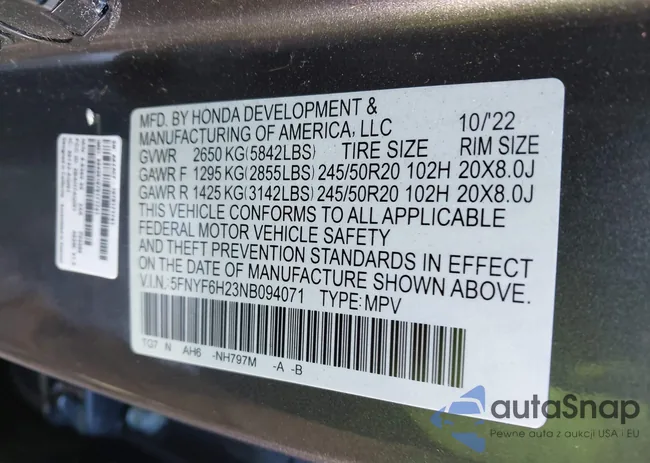 MFD. BY HONDA DEVELOPMENT &
MANUFACTURING OF AMERICA, LLC 10/'22
GVWR 2650 KG(5842LBS) TIRE SIZE RIM SIZE
GAWR F 1295 KG(2855LBS) 245/50R20 102H 20X8.0J
GAWR R 1425 KG(3142LBS) 245/50R20 102H 20X8.0J
THIS VEHICLE CONFORMS TO ALL APPLICABLE
FEDERAL MOTOR VEHICLE SAFETY
AND THEFT PREVENTION STANDARDS IN EFFECT
ON THE DATE OF MANUFACTURE SHOWN ABOVE.
V.I.N.:5FNYF6H23NB094071 TYPE:MPV
TG7 N AH6 -NH797M -A -B
autaSnap
Pewne auto z aukcji USA i EU